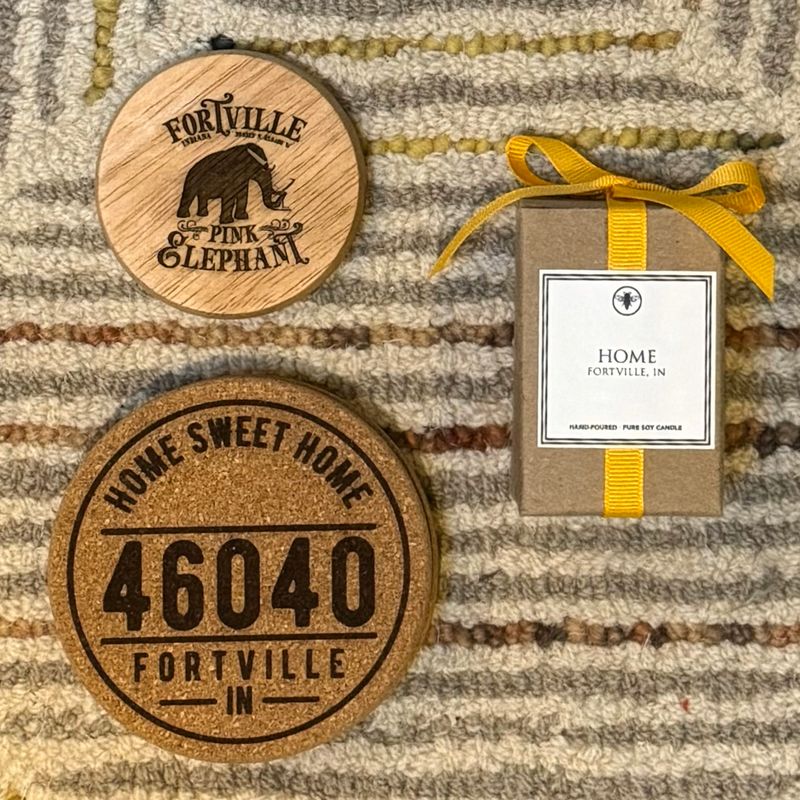 FORTVILLE
INDIANA
PINK
ELEPHANT
HOME
FORTVILLE, IN
HAND-POURED · PURE SOY CANDLE
HOME SWEET HOME
46040
FORTVILLE
IN